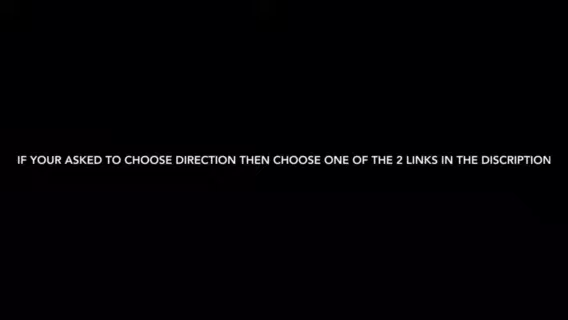 IF YOUR ASKED TO CHOOSE DIRECTION THEN CHOOSE ONE OF THE 2 LINKS IN THE DISCRIPTION